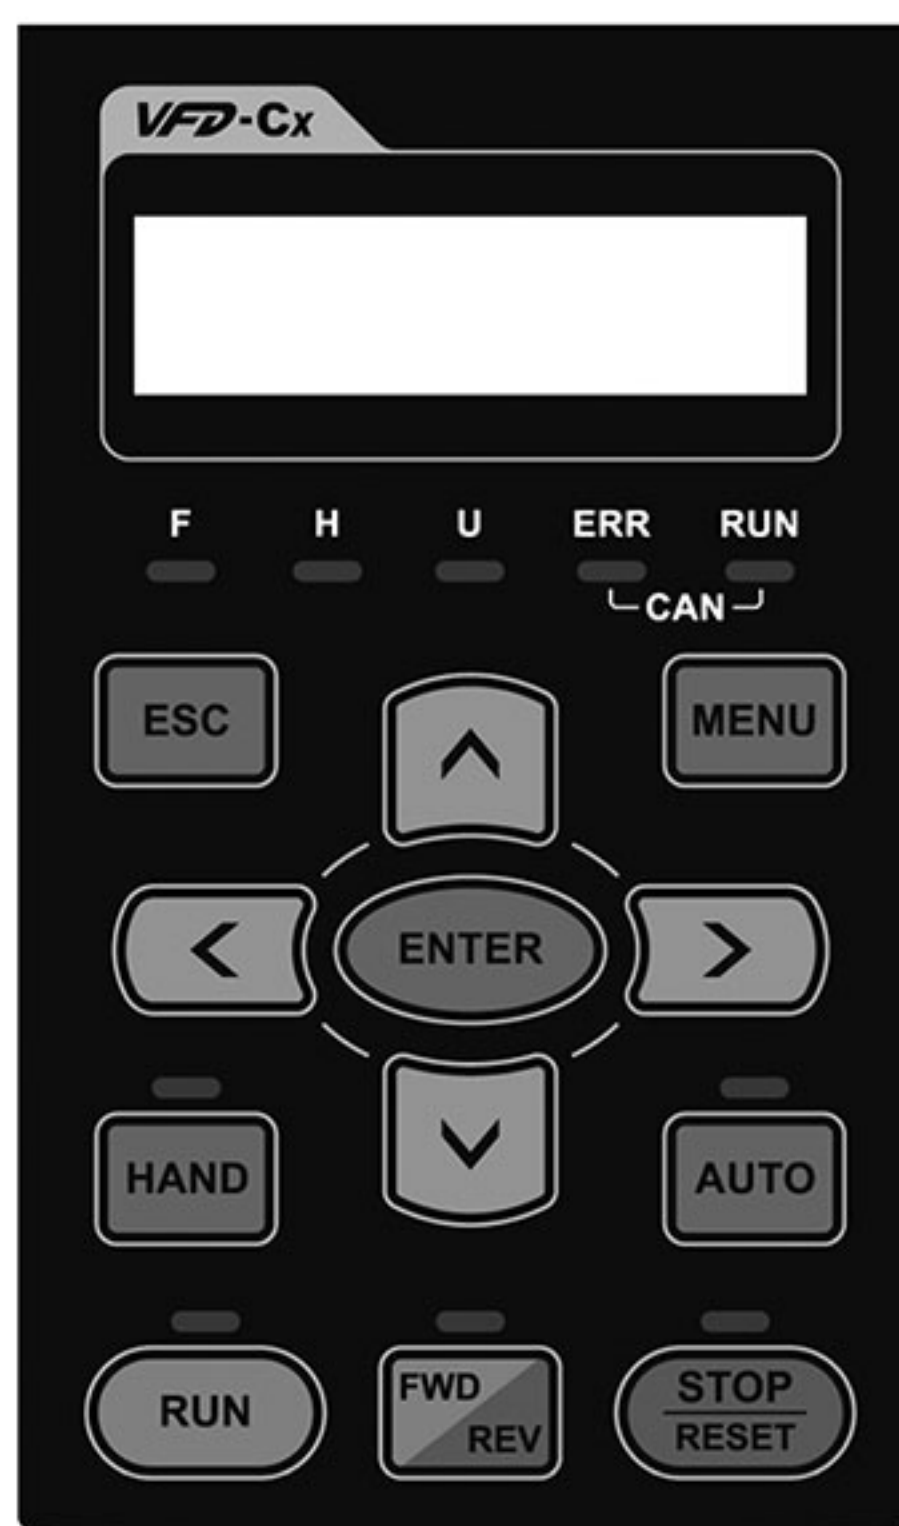 VFD-Cx
F H U ERR RUN
CAN
ESC MENU
ENTER
HAND AUTO
RUN FWD REV STOP RESET